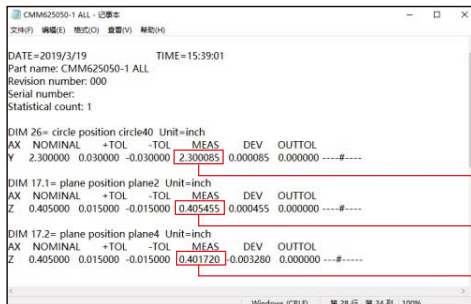 CMM625050-1 ALL - 记事本
文件(F) 编辑(E) 格式(O) 查看(V) 帮助(H)
DATE=2019/3/19 TIME=15:39:01
Part name: CMM625050-1 ALL
Revision number: 000
Serial number:
Statistical count: 1
DIM 26= circle position circle40 Unit=inch
AX NOMINAL +TOL -TOL MEAS DEV OUTTOL
Y 2.300000 0.030000 -0.030000 2.300085 0.000085 0.000000 ----#----
DIM 17.1= plane position plane2 Unit=inch
AX NOMINAL +TOL -TOL MEAS DEV OUTTOL
Z 0.405000 0.015000 -0.015000 0.405455 0.000455 0.000000 ----#----
DIM 17.2= plane position plane4 Unit=inch
AX NOMINAL +TOL -TOL MEAS DEV OUTTOL
Z 0.405000 0.015000 -0.015000 0.401720 -0.003280 0.000000 ---#-----
Windows (CRLF) 第 28 行, 第 34 列 100%